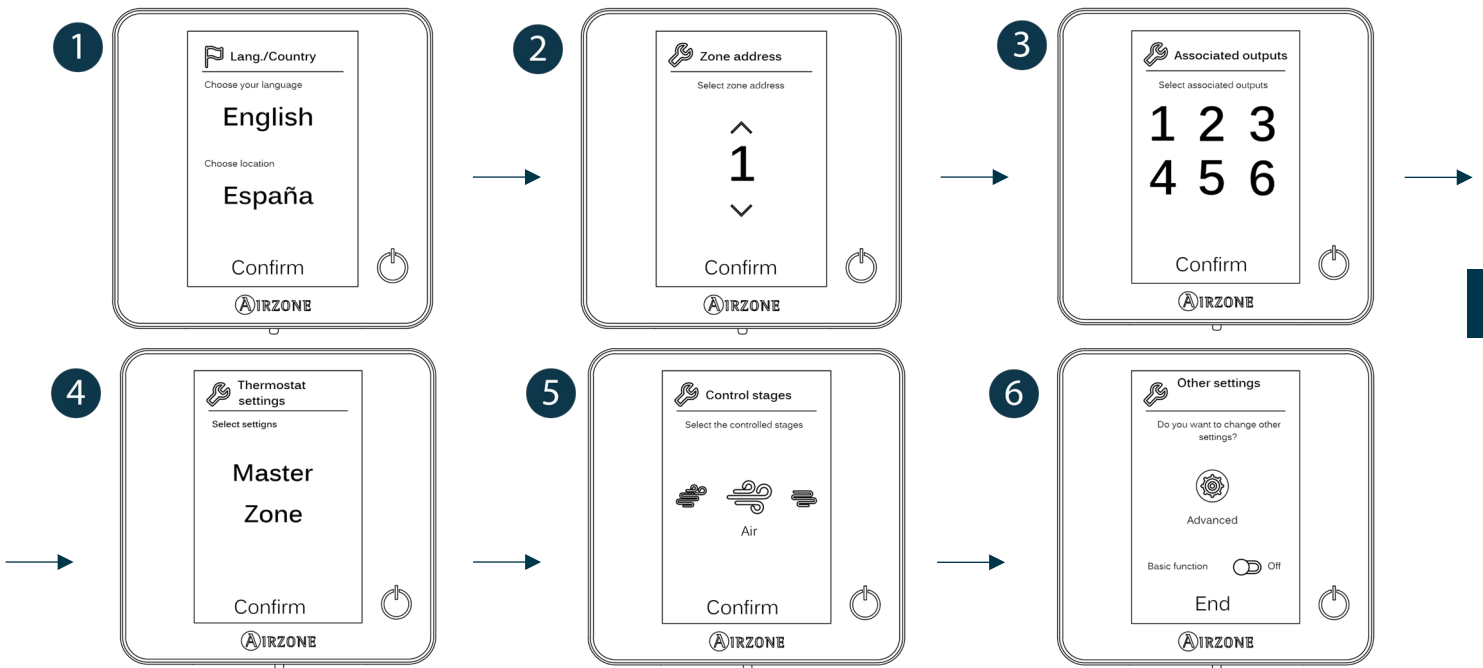 1
Lang./Country
Choose your language
English
Choose location
España
Confirm
AIRZONE
2
Zone address
Select zone address
1
Confirm
AIRZONE
3
Associated outputs
Select associated outputs
1 2 3
4 5 6
Confirm
AIRZONE
4
Thermostat
settings
Select settigns
Master
Zone
Confirm
AIRZONE
5
Control stages
Select the controlled stages
Air
Confirm
AIRZONE
6
Other settings
Do you want to change other
settings?
Advanced
Basic function Off
End
AIRZONE